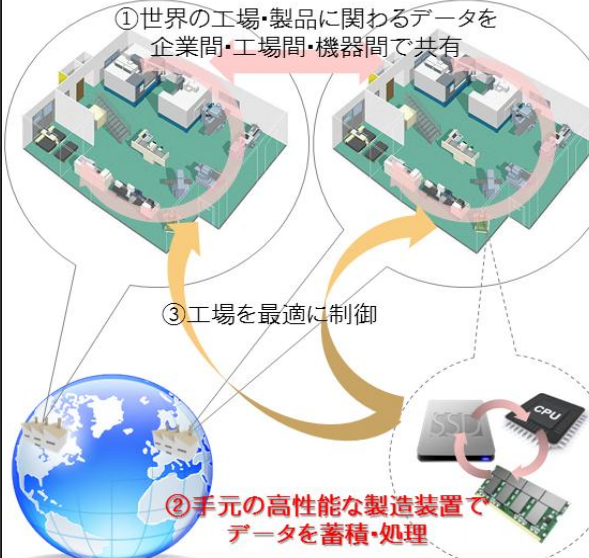 ①世界の工場・製品に関わるデータを
企業間・工場間・機器間で共有
③工場を最適に制御
SSD
CPU
②手元の高性能な製造装置で
データを蓄積・処理